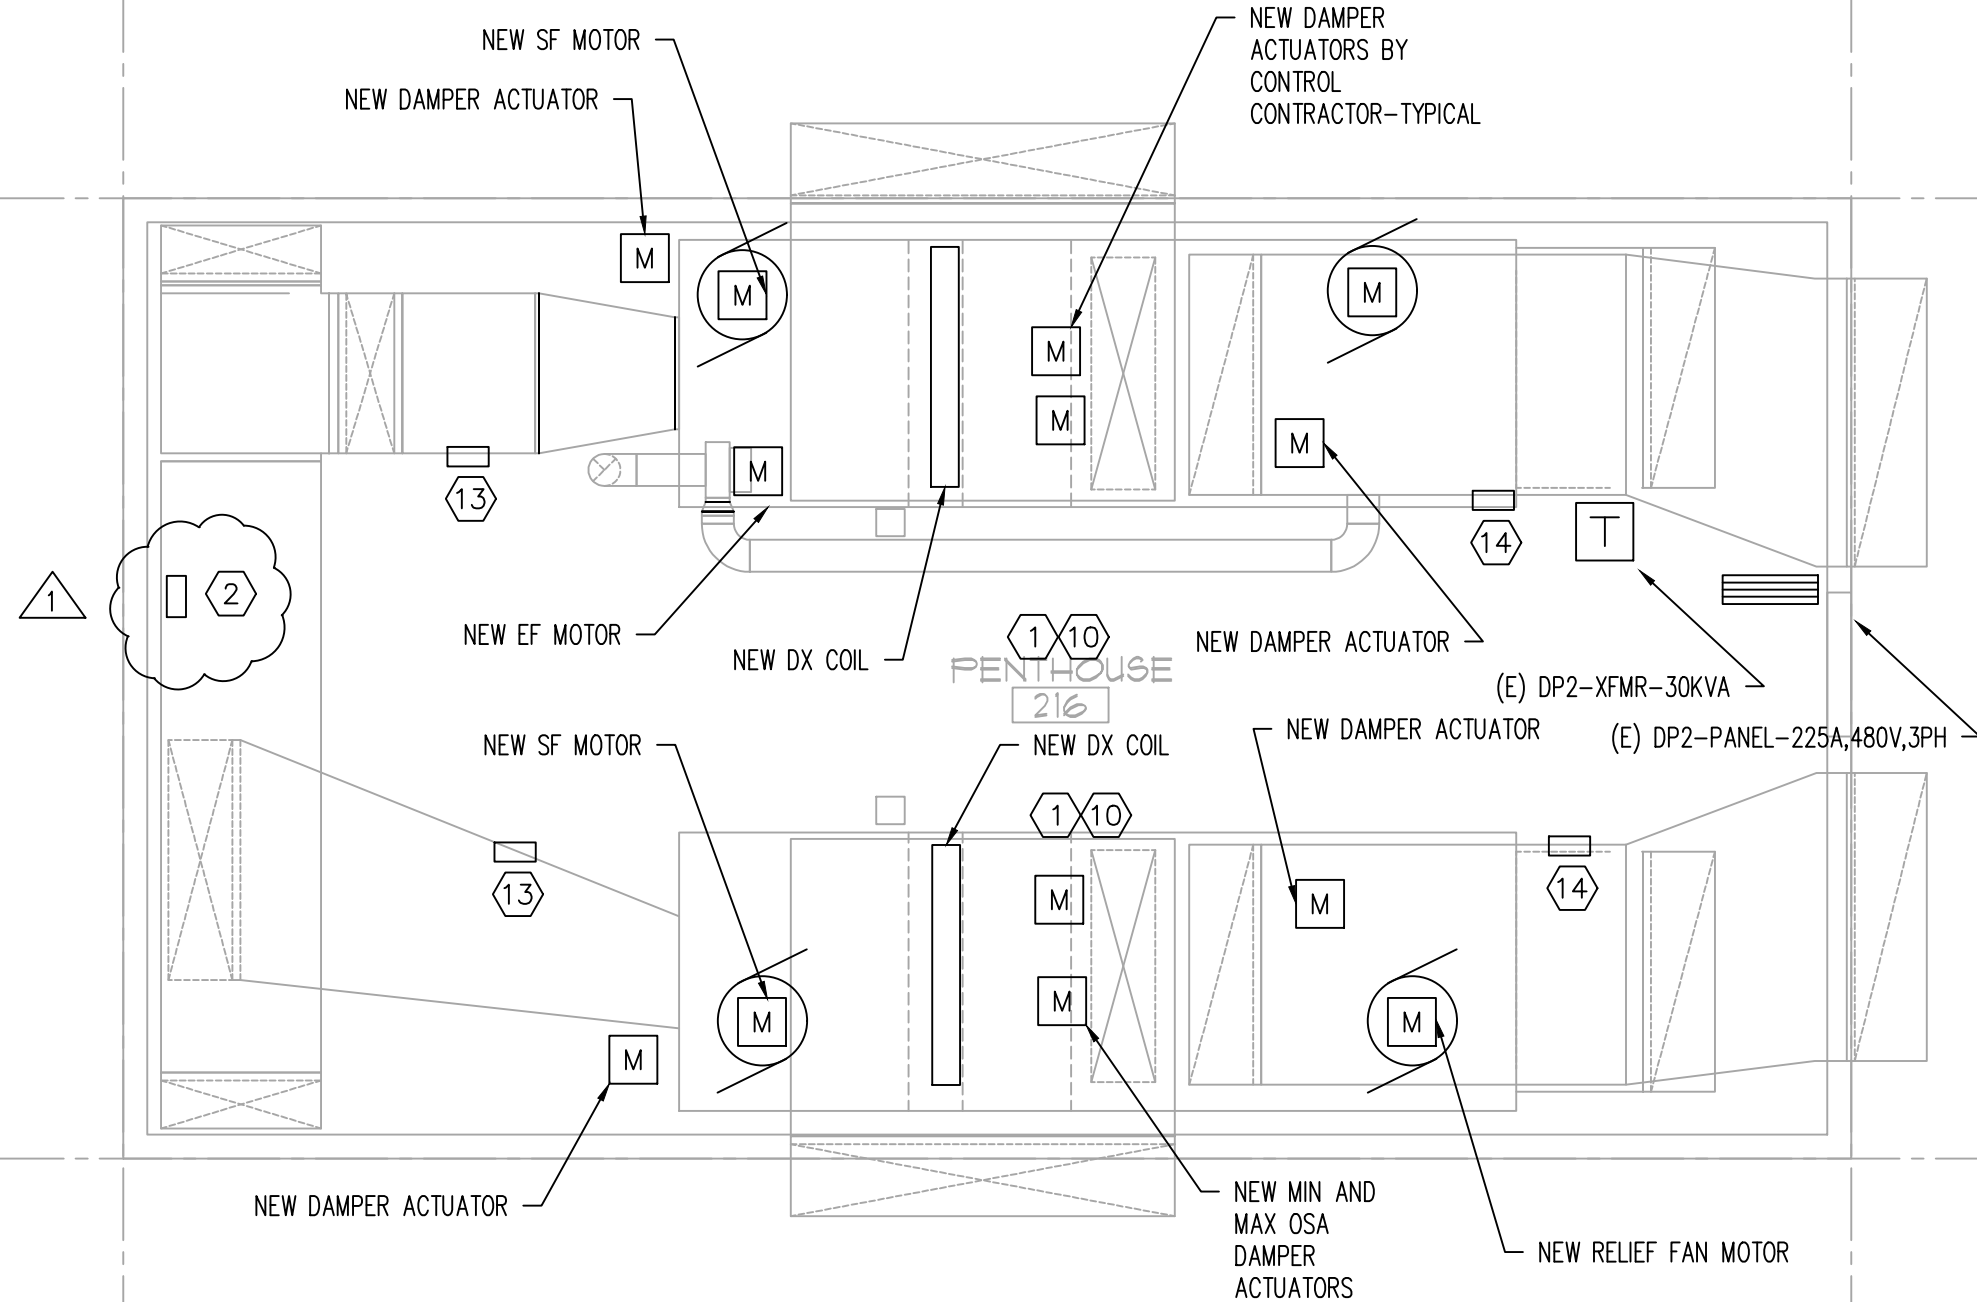 NEW SF MOTOR
NEW DAMPER
ACTUATORS BY
CONTROL
CONTRACTOR-TYPICAL
NEW DAMPER ACTUATOR
M
M
M
M
M
M
M
13
14
T
1
2
NEW EF MOTOR
NEW DX COIL
1 10
PENTHOUSE
216
NEW DAMPER ACTUATOR
(E) DP2-XFMR-30KVA
(E) DP2-PANEL-225A,480V,3PH
NEW SF MOTOR
NEW DX COIL
NEW DAMPER ACTUATOR
1 10
13
14
M
M
M
M
M
M
NEW DAMPER ACTUATOR
NEW MIN AND
MAX OSA
DAMPER
ACTUATORS
NEW RELIEF FAN MOTOR